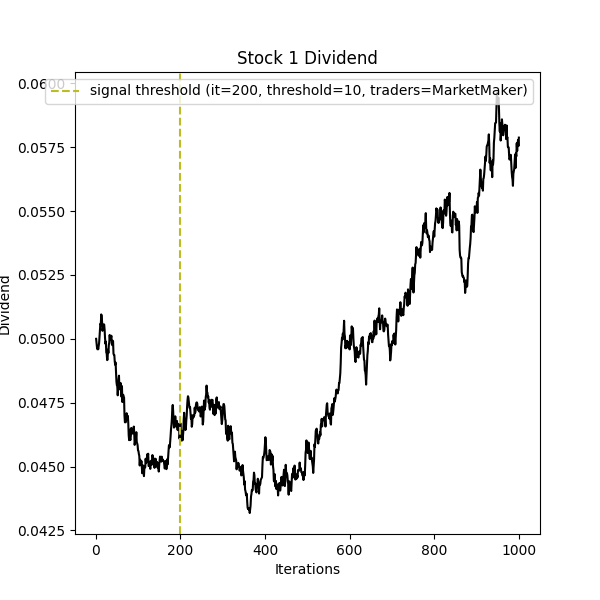 Stock 1 Dividend
signal threshold (it=200, threshold=10, traders=MarketMaker)
0.0600
0.0575
0.0550
0.0525
0.0500
0.0475
0.0450
0.0425
Dividend
0 200 400 600 800 1000
Iterations